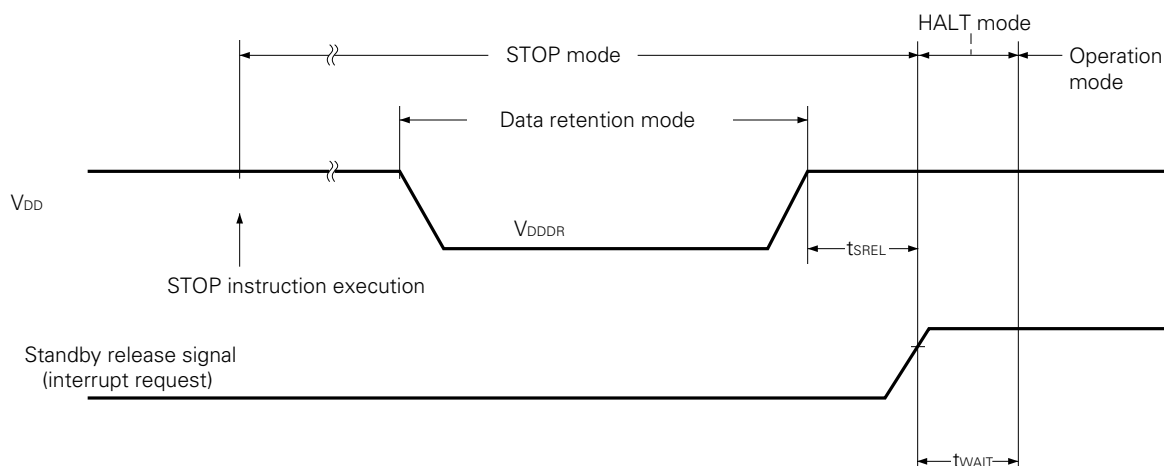 HALT mode
STOP mode
Operation
mode
Data retention mode
VDD
VDDDR
tSREL
STOP instruction execution
Standby release signal
(interrupt request)
tWAIT